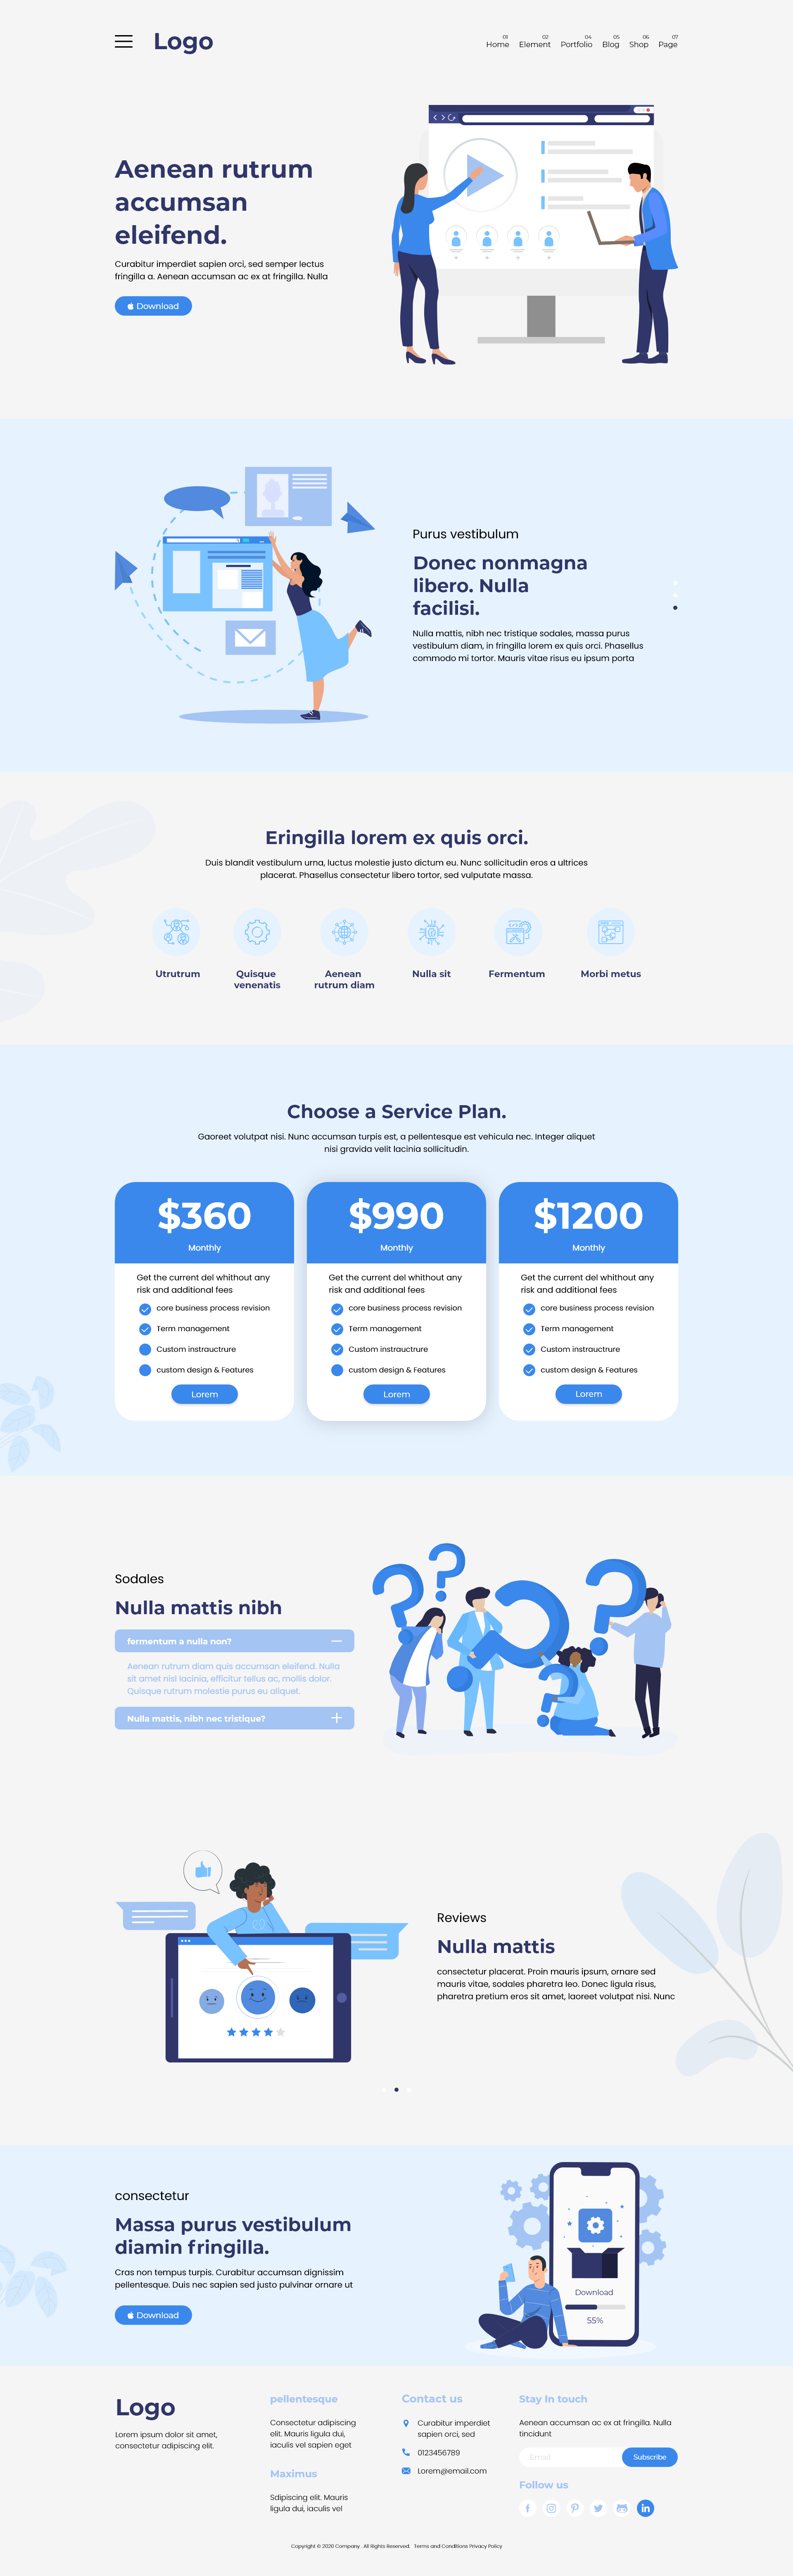 Logo
01 02 04 05 06 07
Home Element Portfolio Blog Shop Page
Aenean rutrum
accumsan
eleifend.
Curabitur imperdiet sapien orci, sed semper lectus
fringilla a. Aenean accumsan ac ex at fringilla. Nulla
Download
Purus vestibulum
Donec nonmagna
libero. Nulla
facilisi.
Nulla mattis, nibh nec tristique sodales, massa purus
vestibulum diam, in fringilla lorem ex quis orci. Phasellus
commodo mi tortor. Mauris vitae risus eu ipsum porta
Eringilla lorem ex quis orci.
Duis blandit vestibulum urna, luctus molestie justo dictum eu. Nunc sollicitudin eros a ultrices
placerat. Phasellus consectetur libero tortor, sed vulputate massa.
Utrutrum
Quisque
venenatis
Aenean
rutrum diam
Nulla sit
Fermentum
Morbi metus
Choose a Service Plan.
Gaoreet volutpat nisi. Nunc accumsan turpis est, a pellentesque est vehicula nec. Integer aliquet
nisi gravida velit lacinia sollicitudin.
$360
Monthly
Get the current del whithout any
risk and additional fees
core business process revision
Term management
Custom instrauctrure
custom design & Features
Lorem
$990
Monthly
Get the current del whithout any
risk and additional fees
core business process revision
Term management
Custom instrauctrure
custom design & Features
Lorem
$1200
Monthly
Get the current del whithout any
risk and additional fees
core business process revision
Term management
Custom instrauctrure
custom design & Features
Lorem
Sodales
Nulla mattis nibh
fermentum a nulla non?
Aenean rutrum diam quis accumsan eleifend. Nulla
sit amet nisl lacinia, efficitur tellus ac, mollis dolor.
Quisque rutrum molestie purus eu aliquet.
Nulla mattis, nibh nec tristique?
Reviews
Nulla mattis
consectetur placerat. Proin mauris ipsum, ornare sed
mauris vitae, sodales pharetra leo. Donec ligula risus,
pharetra pretium eros sit amet, laoreet volutpat nisi. Nunc
consectetur
Massa purus vestibulum
diamin fringilla.
Cras non tempus turpis. Curabitur accumsan dignissim
pellentesque. Duis nec sapien sed justo pulvinar ornare ut
Download
Download
55%
Logo
Lorem ipsum dolor sit amet,
consectetur adipiscing elit.
pellentesque
Consectetur adipiscing
elit. Mauris ligula dui,
iaculis vel sapien eget
Maximus
Sdipiscing elit. Mauris
ligula dui, iaculis vel
Contact us
Curabitur imperdiet
sapien orci, sed
0123456789
Lorem@email.com
Stay In touch
Aenean accumsan ac ex at fringilla. Nulla
tincidunt
Email
Subscribe
Follow us
Copyright © 2020 Company . All Rights Reserved. Terms and Conditions Privacy Policy